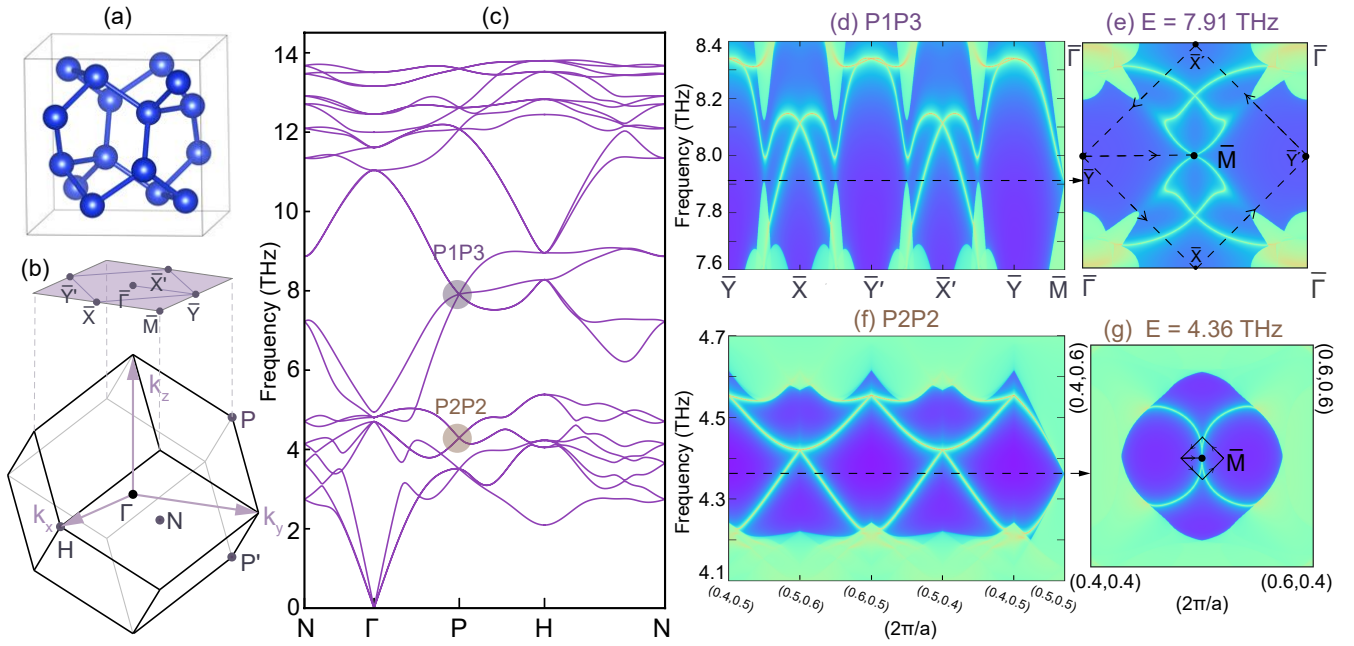 (a)
(b)
Ȳ'
X̄
Γ̄
X̄'
M̄
Ȳ
k_z
P
k_x
H
Γ
N
k_y
P'
(c)
Frequency (THz)
14
12
10
8
6
4
2
0
P1P3
P2P2
N Γ P H N
(d) P1P3
Frequency (THz)
8.4
8.2
8.0
7.8
7.6
Ȳ X̄ Ȳ' X̄' Ȳ M̄
(e) E = 7.91 THz
Γ̄ X̄' Γ̄
Ȳ M̄ Ȳ'
Γ̄ X̄ Γ̄
(f) P2P2
Frequency (THz)
4.7
4.5
4.3
4.1
(0.4,0.5) (0.5,0.6) (0.6,0.5) (0.5,0.4) (0.4,0.5) (0.5,0.5)
(2π/a)
(g) E = 4.36 THz
(0.4,0.6) (0.6,0.6)
M̄
(0.4,0.4) (0.6,0.4)
(2π/a)